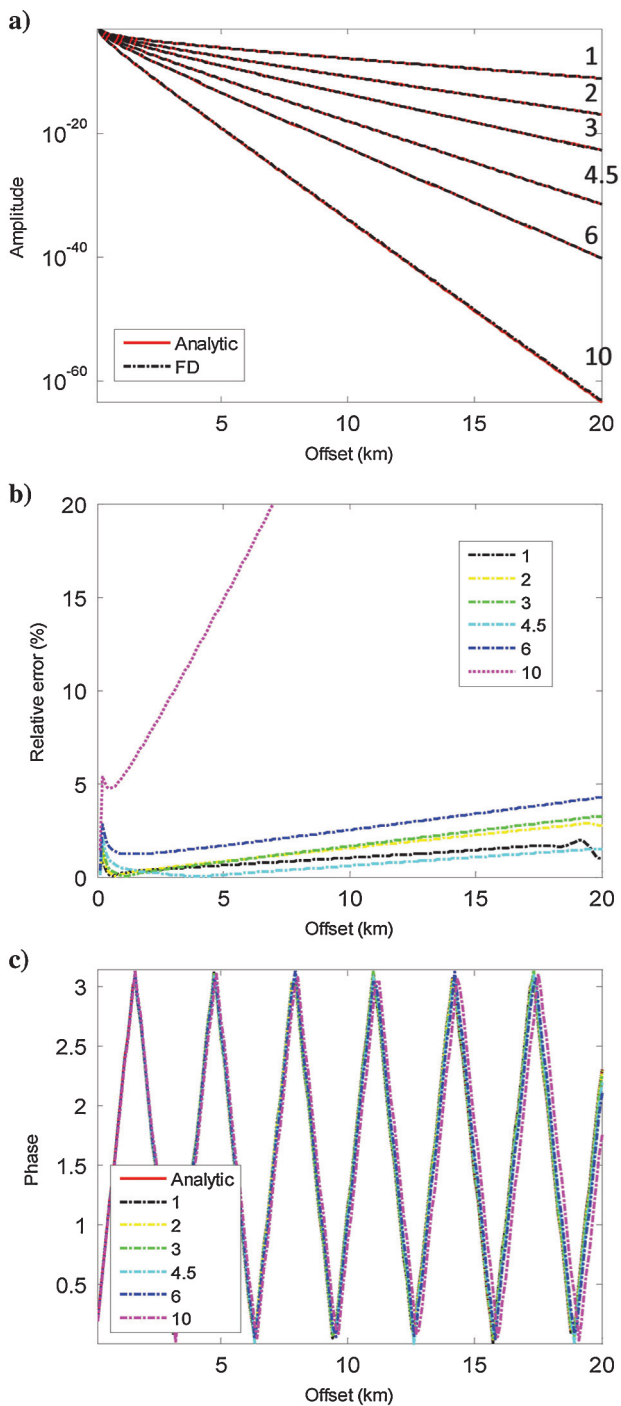 a)
10^-20
10^-40
10^-60
Amplitude
1
2
3
4.5
6
10
Analytic
FD
5 10 15 20
Offset (km)
b)
20
15
10
5
0
Relative error (%)
1
2
3
4.5
6
10
0 5 10 15 20
Offset (km)
c)
3
2.5
2
1.5
1
0.5
Phase
Analytic
1
2
3
4.5
6
10
5 10 15 20
Offset (km)